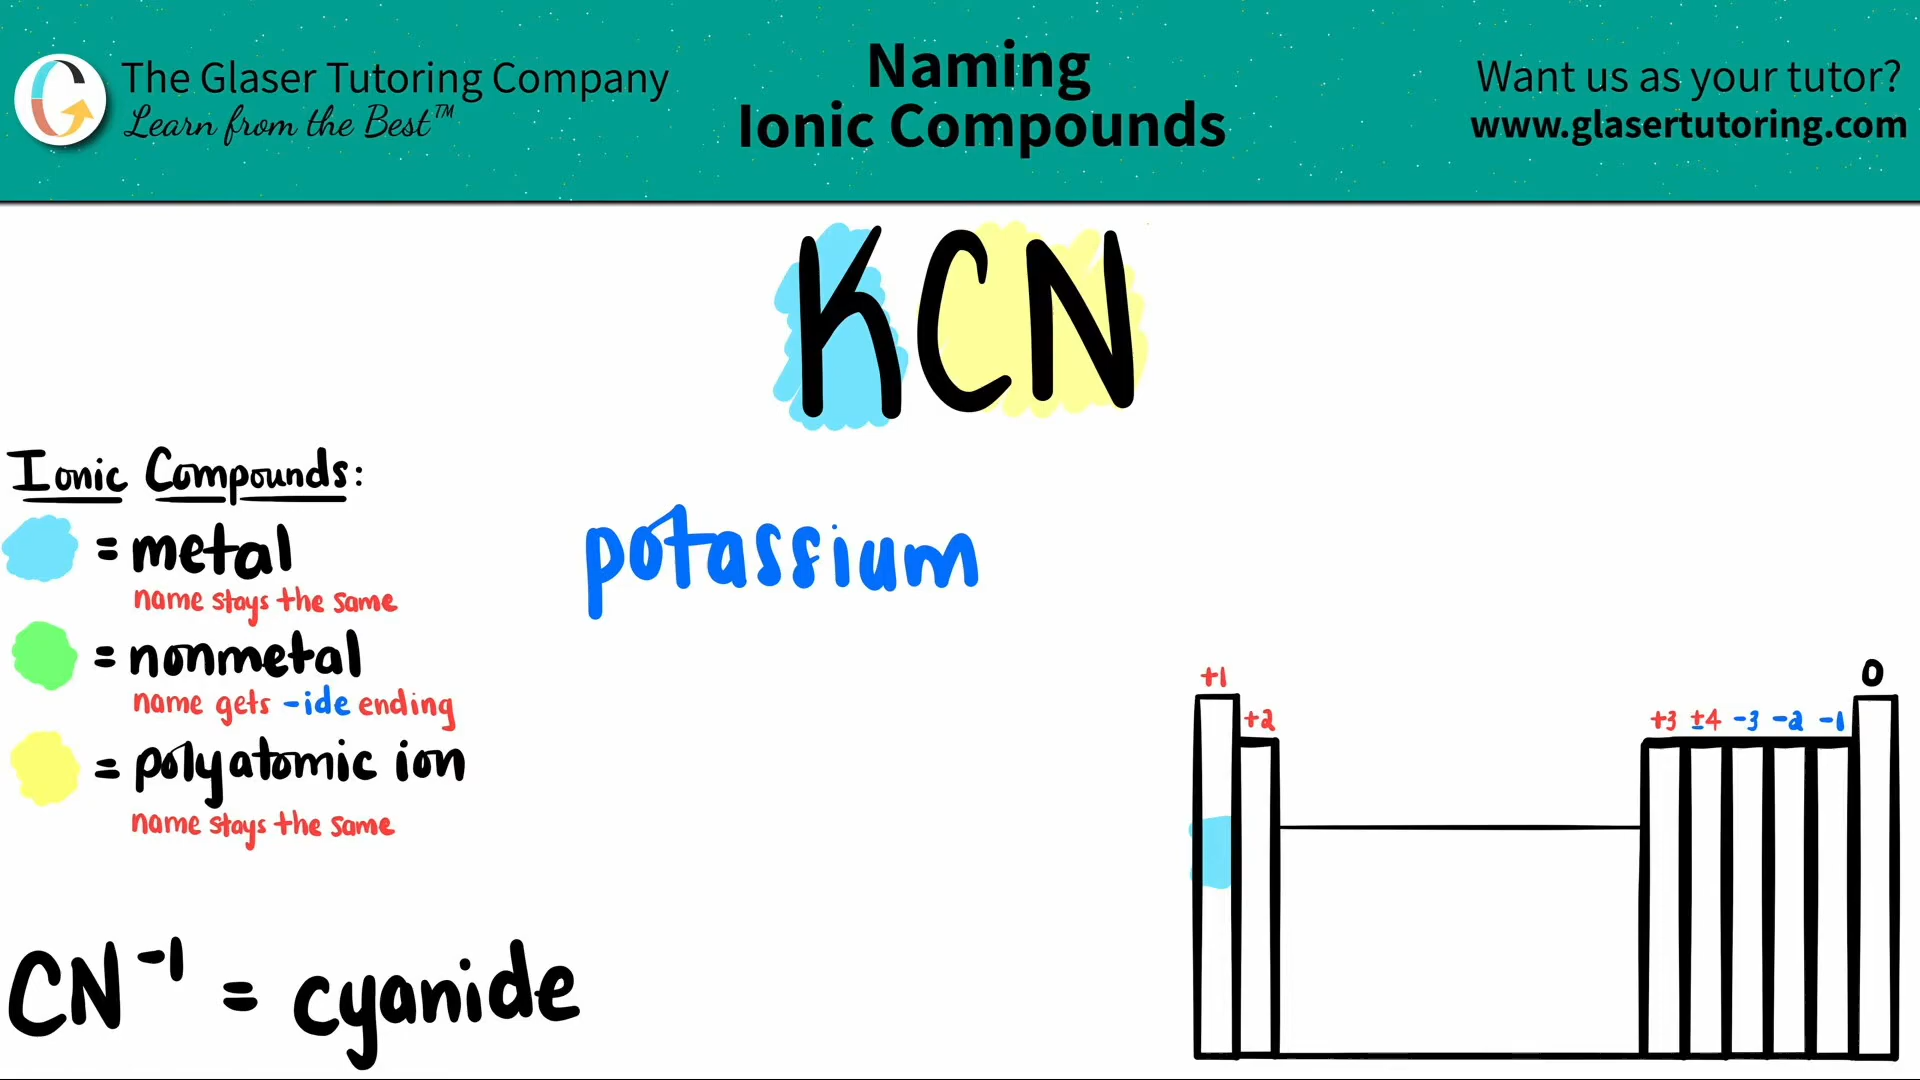 The Glaser Tutoring Company
Learn from the Best™
Naming
Ionic Compounds
Want us as your tutor?
www.glasertutoring.com
KCN
Ionic Compounds:
= metal
name stays the same
= nonmetal
name gets -ide ending
= polyatomic ion
name stays the same
potassium
CN⁻¹ = cyanide
+1
+2
+3 ±4 -3 -2 -1
0